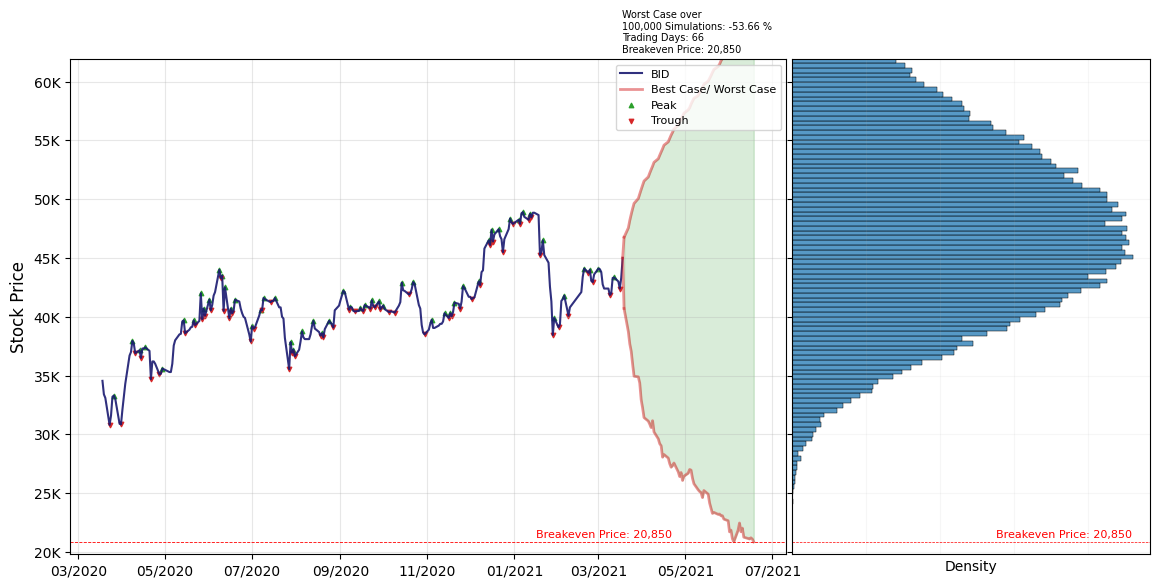 Worst Case over
100,000 Simulations: -53.66 %
Trading Days: 66
Breakeven Price: 20,850
BID
Best Case/ Worst Case
Peak
Trough
Stock Price
60K
55K
50K
45K
40K
35K
30K
25K
20K
Breakeven Price: 20,850
Breakeven Price: 20,850
03/2020
05/2020
07/2020
09/2020
11/2020
01/2021
03/2021
05/2021
07/2021
Density